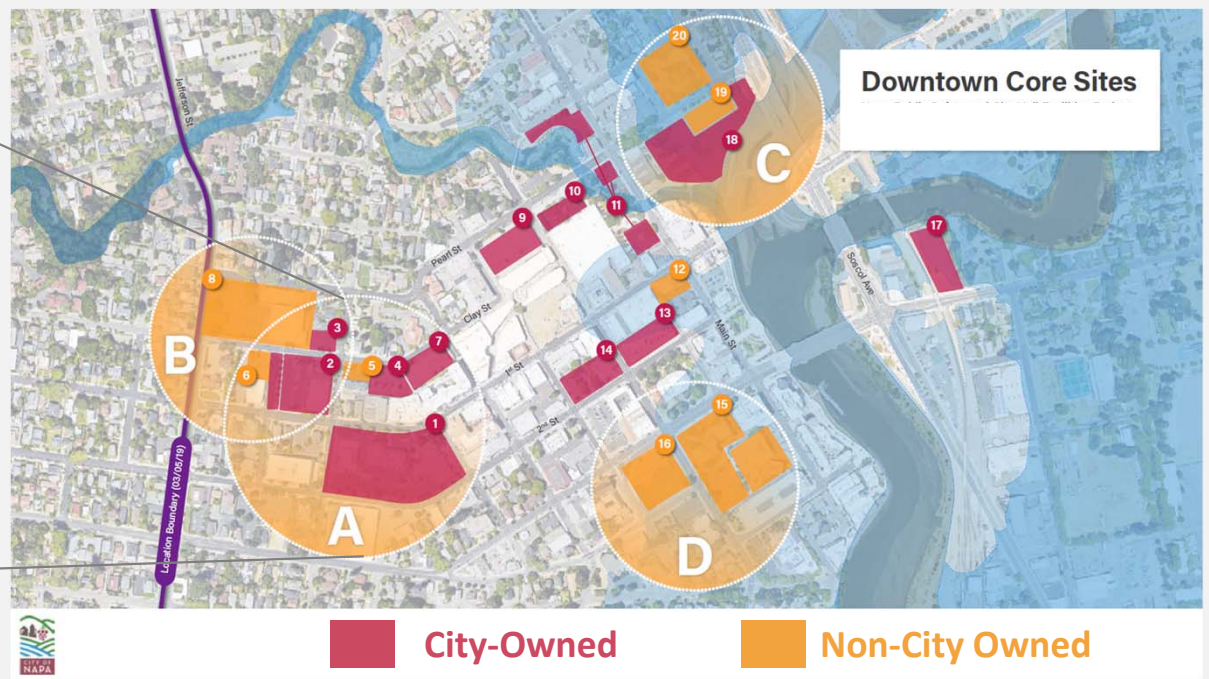 Downtown Core Sites
Jefferson St
20
19
18
C
10
11
9
17
Pearl St
Soscol Ave
8
12
Clay St
13
3
7
B
2
5
4
14
Main St
6
1st St
15
1
2nd St
16
A
D
Location Boundary (03/05/19)
CITY OF
NAPA
City-Owned
Non-City Owned